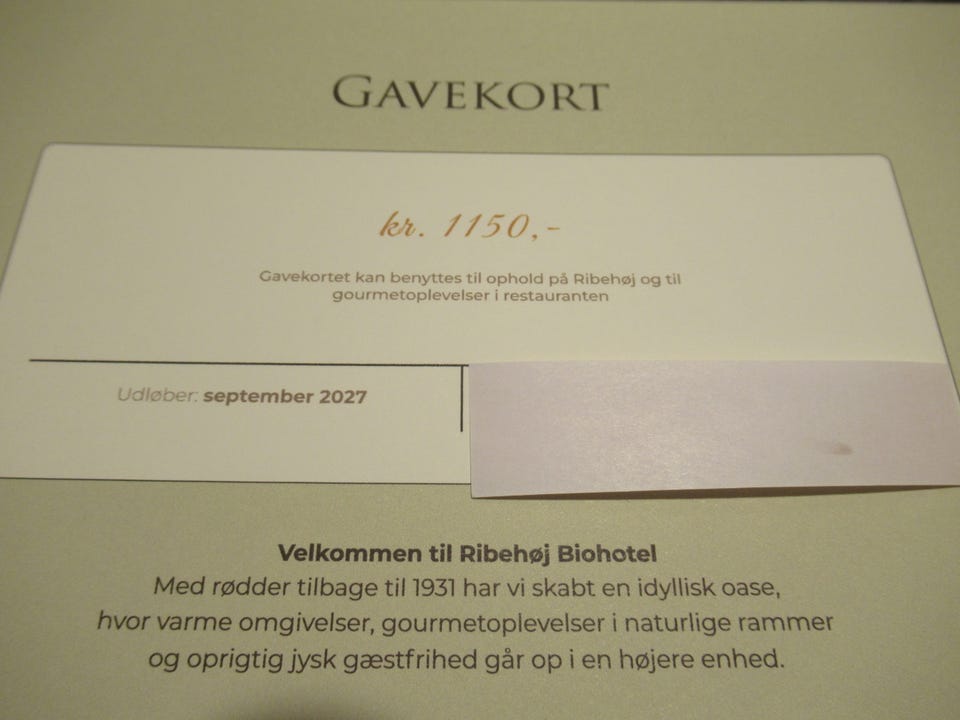 GAVEKORT
kr. 1150,-
Gavekortet kan benyttes til ophold på Ribehøj og til
gourmetoplevelser i restauranten
Udløber: september 2027
Velkommen til Ribehøj Biohotel
Med rødder tilbage til 1931 har vi skabt en idyllisk oase,
hvor varme omgivelser, gourmetoplevelser i naturlige rammer
og oprigtig jysk gæstfrihed går op i en højere enhed.